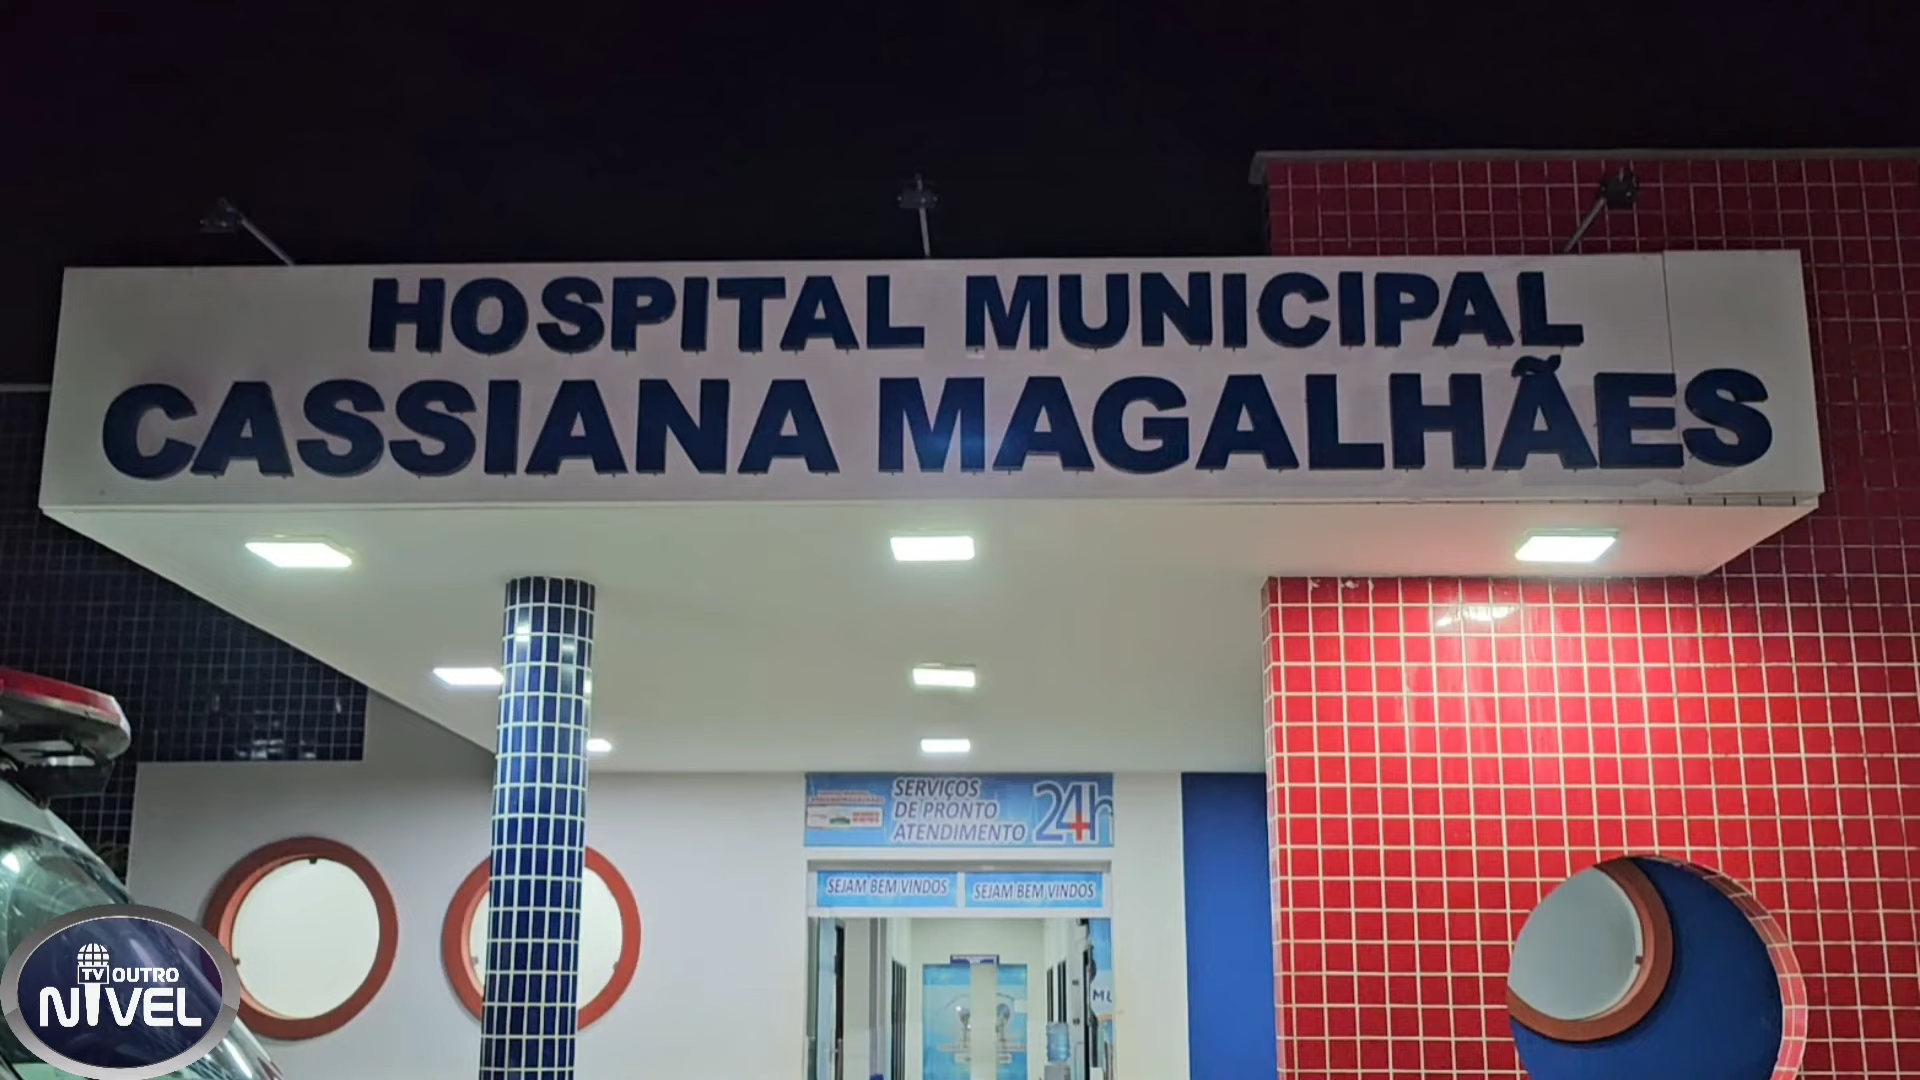 HOSPITAL MUNICIPAL
CASSIANA MAGALHÃES
SERVIÇOS
DE PRONTO
ATENDIMENTO
24h
SEJAM BEM VINDOS
SEJAM BEM VINDOS
TV OUTRO
NIVEL